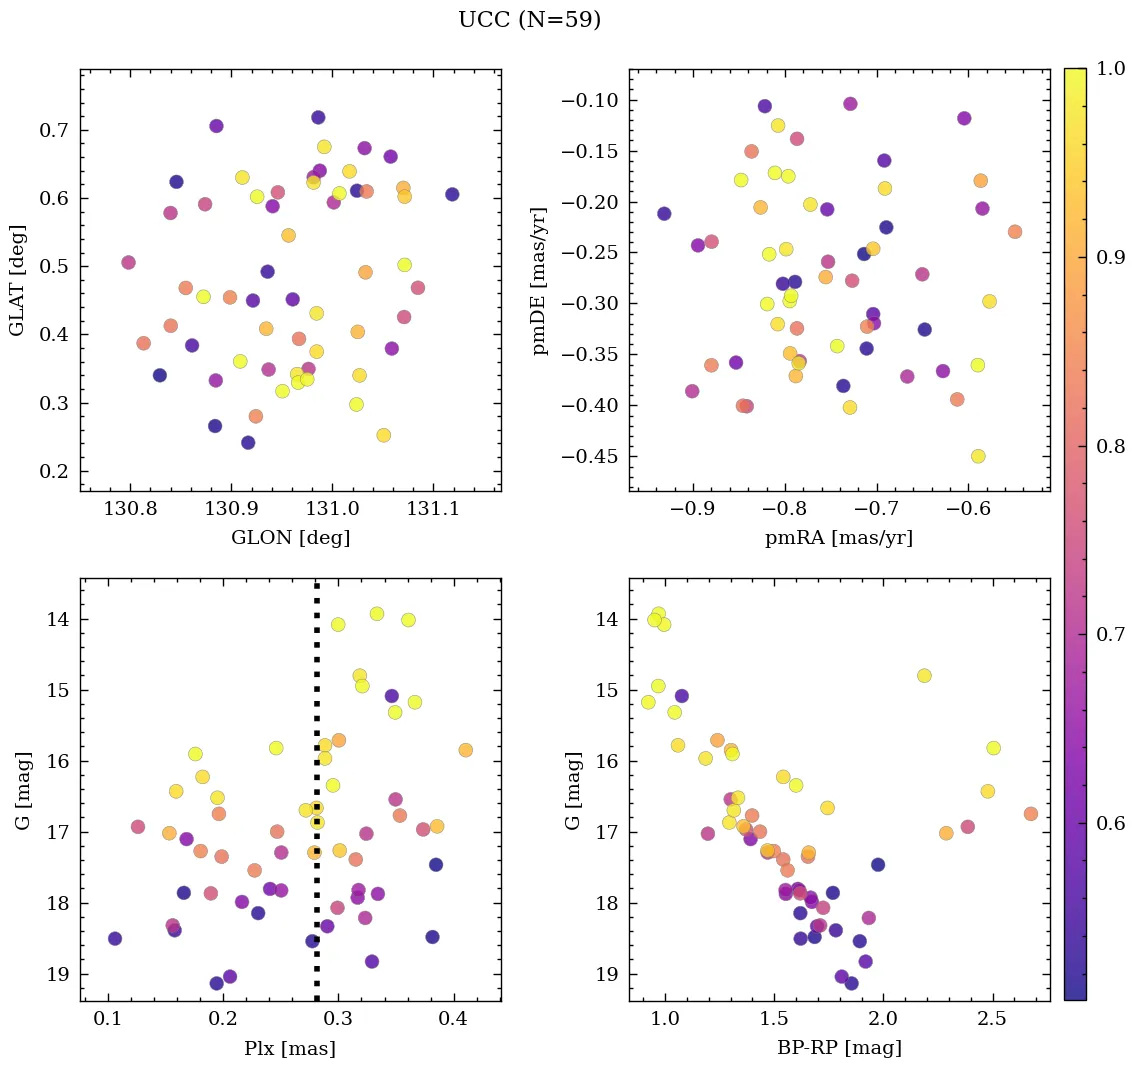 UCC (N=59)
0.7
0.6
0.5
0.4
0.3
0.2
GLAT [deg]
130.8 130.9 131.0 131.1
GLON [deg]
−0.10
−0.15
−0.20
−0.25
−0.30
−0.35
−0.40
−0.45
pmDE [mas/yr]
−0.9 −0.8 −0.7 −0.6
pmRA [mas/yr]
14
15
16
17
18
19
G [mag]
0.1 0.2 0.3 0.4
Plx [mas]
14
15
16
17
18
19
G [mag]
1.0 1.5 2.0 2.5
BP-RP [mag]
1.0
0.9
0.8
0.7
0.6